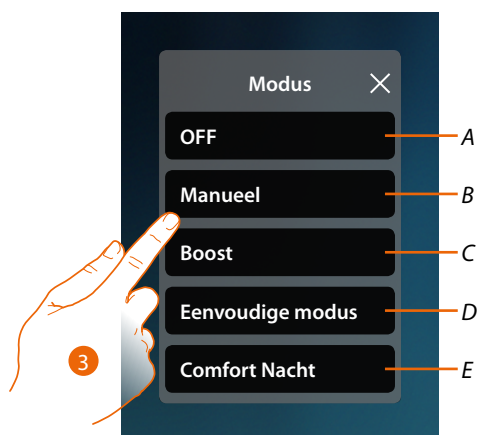 Modus
OFF
A
Manueel
B
Boost
C
Eenvoudige modus
D
Comfort Nacht
E
3